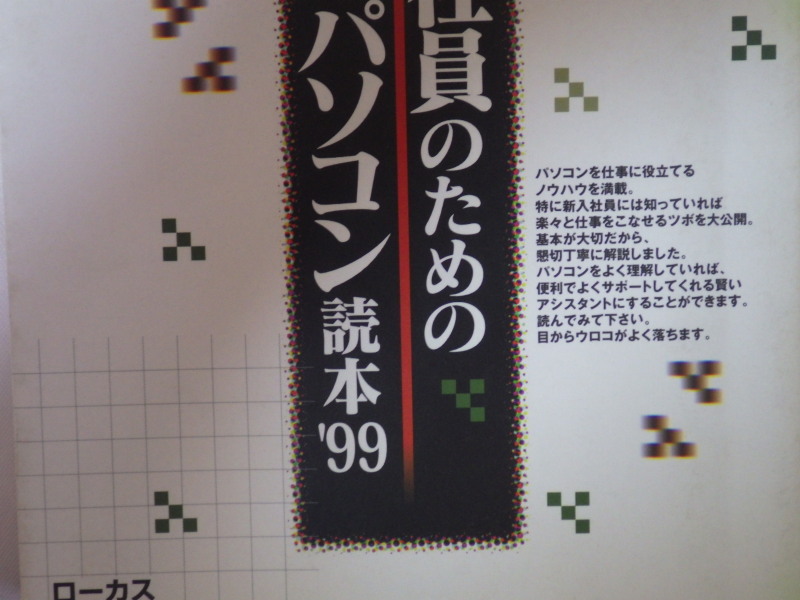 社員のための
パソコン読本'99
パソコンを仕事に役立てる
ノウハウを満載。
特に新入社員には知っていれば
楽々と仕事をこなせるツボを大公開。
基本が大切だから、
懇切丁寧に解説しました。
パソコンをよく理解していれば、
便利でよくサポートしてくれる賢い
アシスタントにすることができます。
読んでみて下さい。
目からウロコがよく落ちます。
ローカス